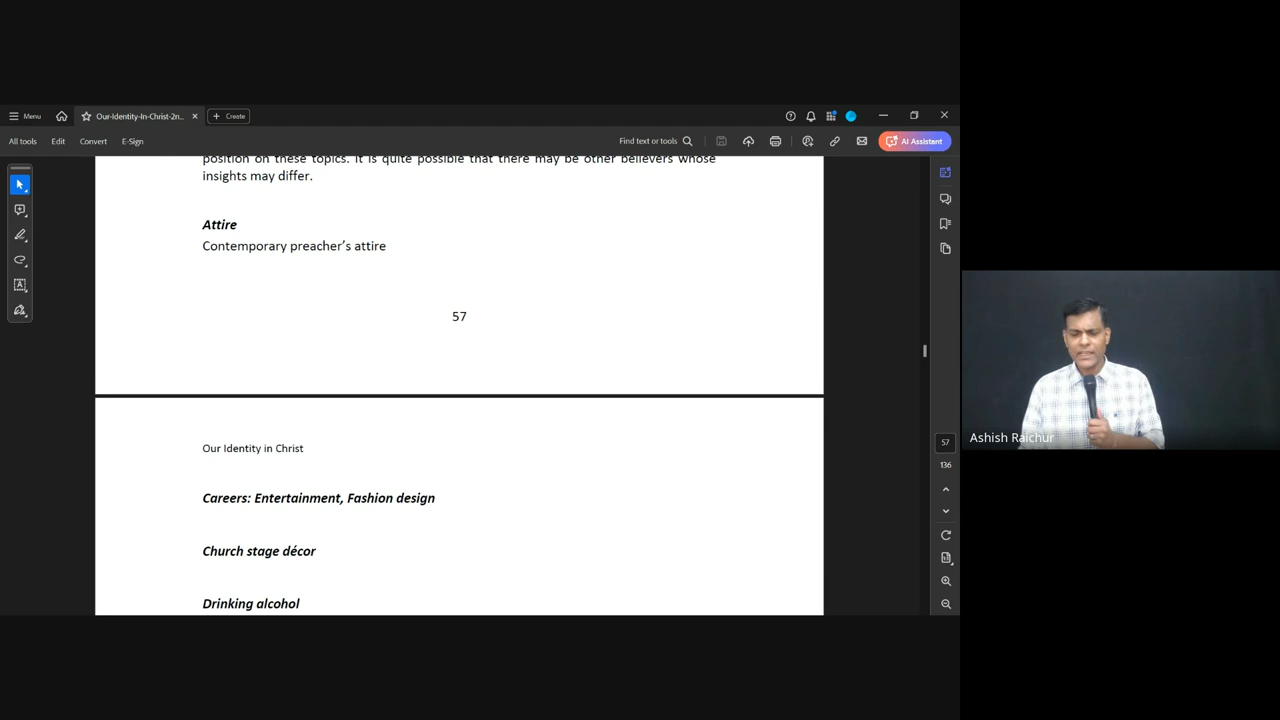 Menu
Our-Identity-In-Christ-2n...
Create
All tools
Edit
Convert
E-Sign
Find text or tools
AI Assistant
position on these topics. It is quite possible that there may be other believers whose
insights may differ.
Attire
Contemporary preacher's attire
57
Our Identity in Christ
Careers: Entertainment, Fashion design
Church stage décor
Drinking alcohol
57
136
Ashish Raichur